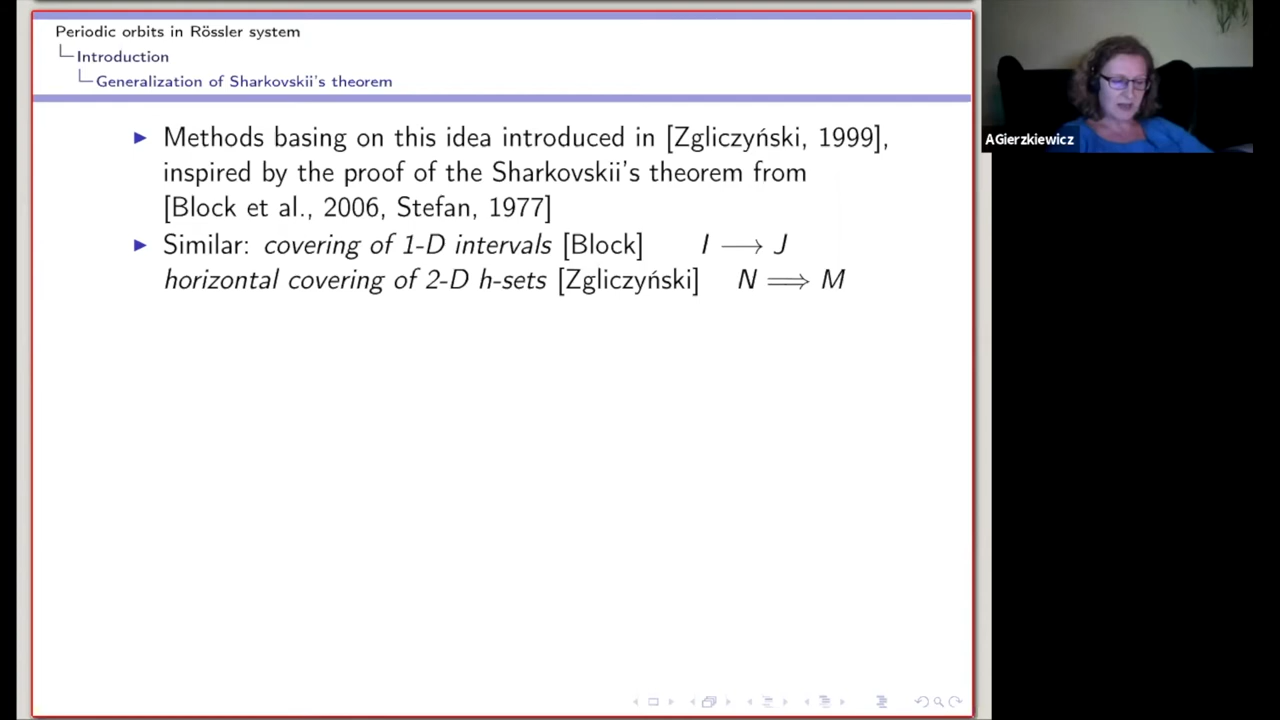 Periodic orbits in Rössler system
Introduction
Generalization of Sharkovskii's theorem
Methods basing on this idea introduced in [Zgliczyński, 1999],
inspired by the proof of the Sharkovskii's theorem from
[Block et al., 2006, Stefan, 1977]
Similar: covering of 1-D intervals [Block] I ⟶ J
horizontal covering of 2-D h-sets [Zgliczyński] N ⟹ M
AGierzkiewicz